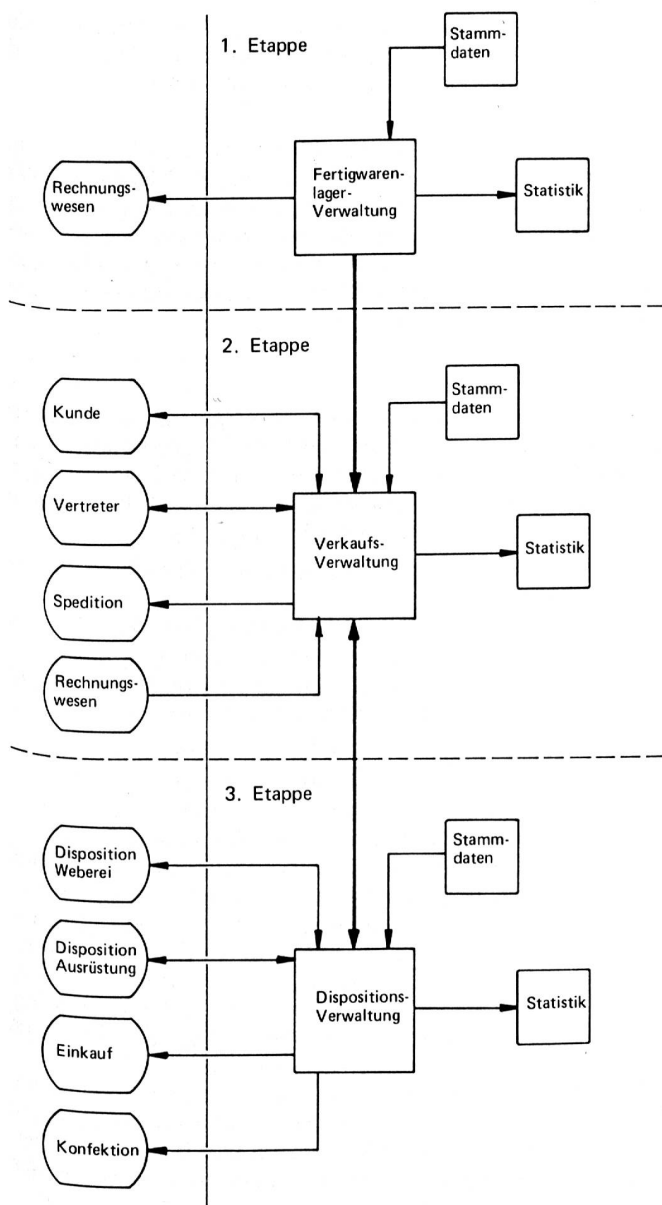 1. Etappe
Stamm-
daten
Rechnungs-
wesen
Fertigwaren-
lager-
Verwaltung
Statistik
2. Etappe
Stamm-
daten
Kunde
Vertreter
Verkaufs-
Verwaltung
Statistik
Spedition
Rechnungs-
wesen
3. Etappe
Stamm-
daten
Disposition
Weberei
Disposition
Ausrüstung
Dispositions-
Verwaltung
Statistik
Einkauf
Konfektion